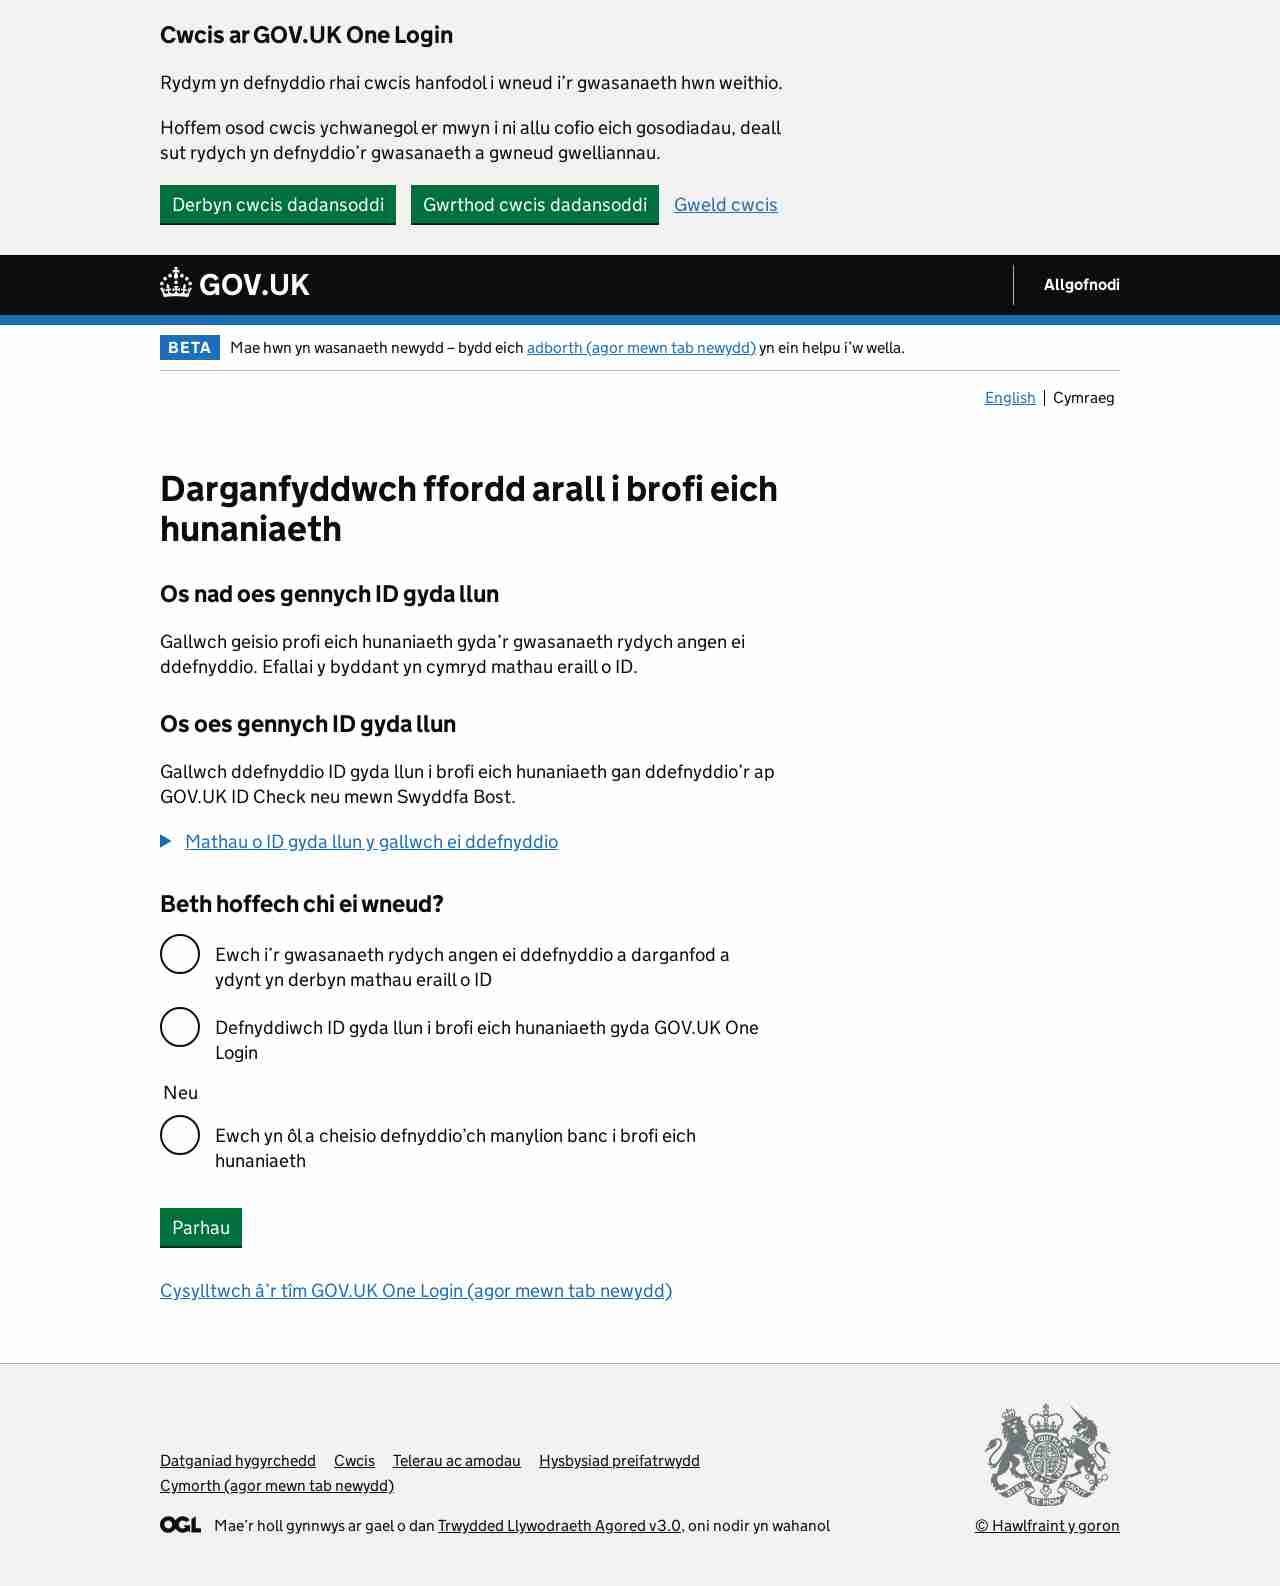 Cwcis ar GOV.UK One Login
Rydym yn defnyddio rhai cwcis hanfodol i wneud i’r gwasanaeth hwn weithio.
Hoffem osod cwcis ychwanegol er mwyn i ni allu cofio eich gosodiadau, deall
sut rydych yn defnyddio’r gwasanaeth a gwneud gwelliannau.
Derbyn cwcis dadansoddi Gwrthod cwcis dadansoddi Gweld cwcis
GOV.UK Allgofnodi
BETA Mae hwn yn wasanaeth newydd – bydd eich adborth (agor mewn tab newydd) yn ein helpu i’w wella.
English Cymraeg
Darganfyddwch ffordd arall i brofi eich
hunaniaeth
Os nad oes gennych ID gyda llun
Gallwch geisio profi eich hunaniaeth gyda’r gwasanaeth rydych angen ei
ddefnyddio. Efallai y byddant yn cymryd mathau eraill o ID.
Os oes gennych ID gyda llun
Gallwch ddefnyddio ID gyda llun i brofi eich hunaniaeth gan ddefnyddio’r ap
GOV.UK ID Check neu mewn Swyddfa Bost.
Mathau o ID gyda llun y gallwch ei ddefnyddio
Beth hoffech chi ei wneud?
Ewch i’r gwasanaeth rydych angen ei ddefnyddio a darganfod a
ydynt yn derbyn mathau eraill o ID
Defnyddiwch ID gyda llun i brofi eich hunaniaeth gyda GOV.UK One
Login
Neu
Ewch yn ôl a cheisio defnyddio’ch manylion banc i brofi eich
hunaniaeth
Parhau
Cysylltwch â’r tîm GOV.UK One Login (agor mewn tab newydd)
Datganiad hygyrchedd Cwcis Telerau ac amodau Hysbysiad preifatrwydd
Cymorth (agor mewn tab newydd)
OGL Mae’r holl gynnwys ar gael o dan Trwydded Llywodraeth Agored v3.0, oni nodir yn wahanol
© Hawlfraint y goron